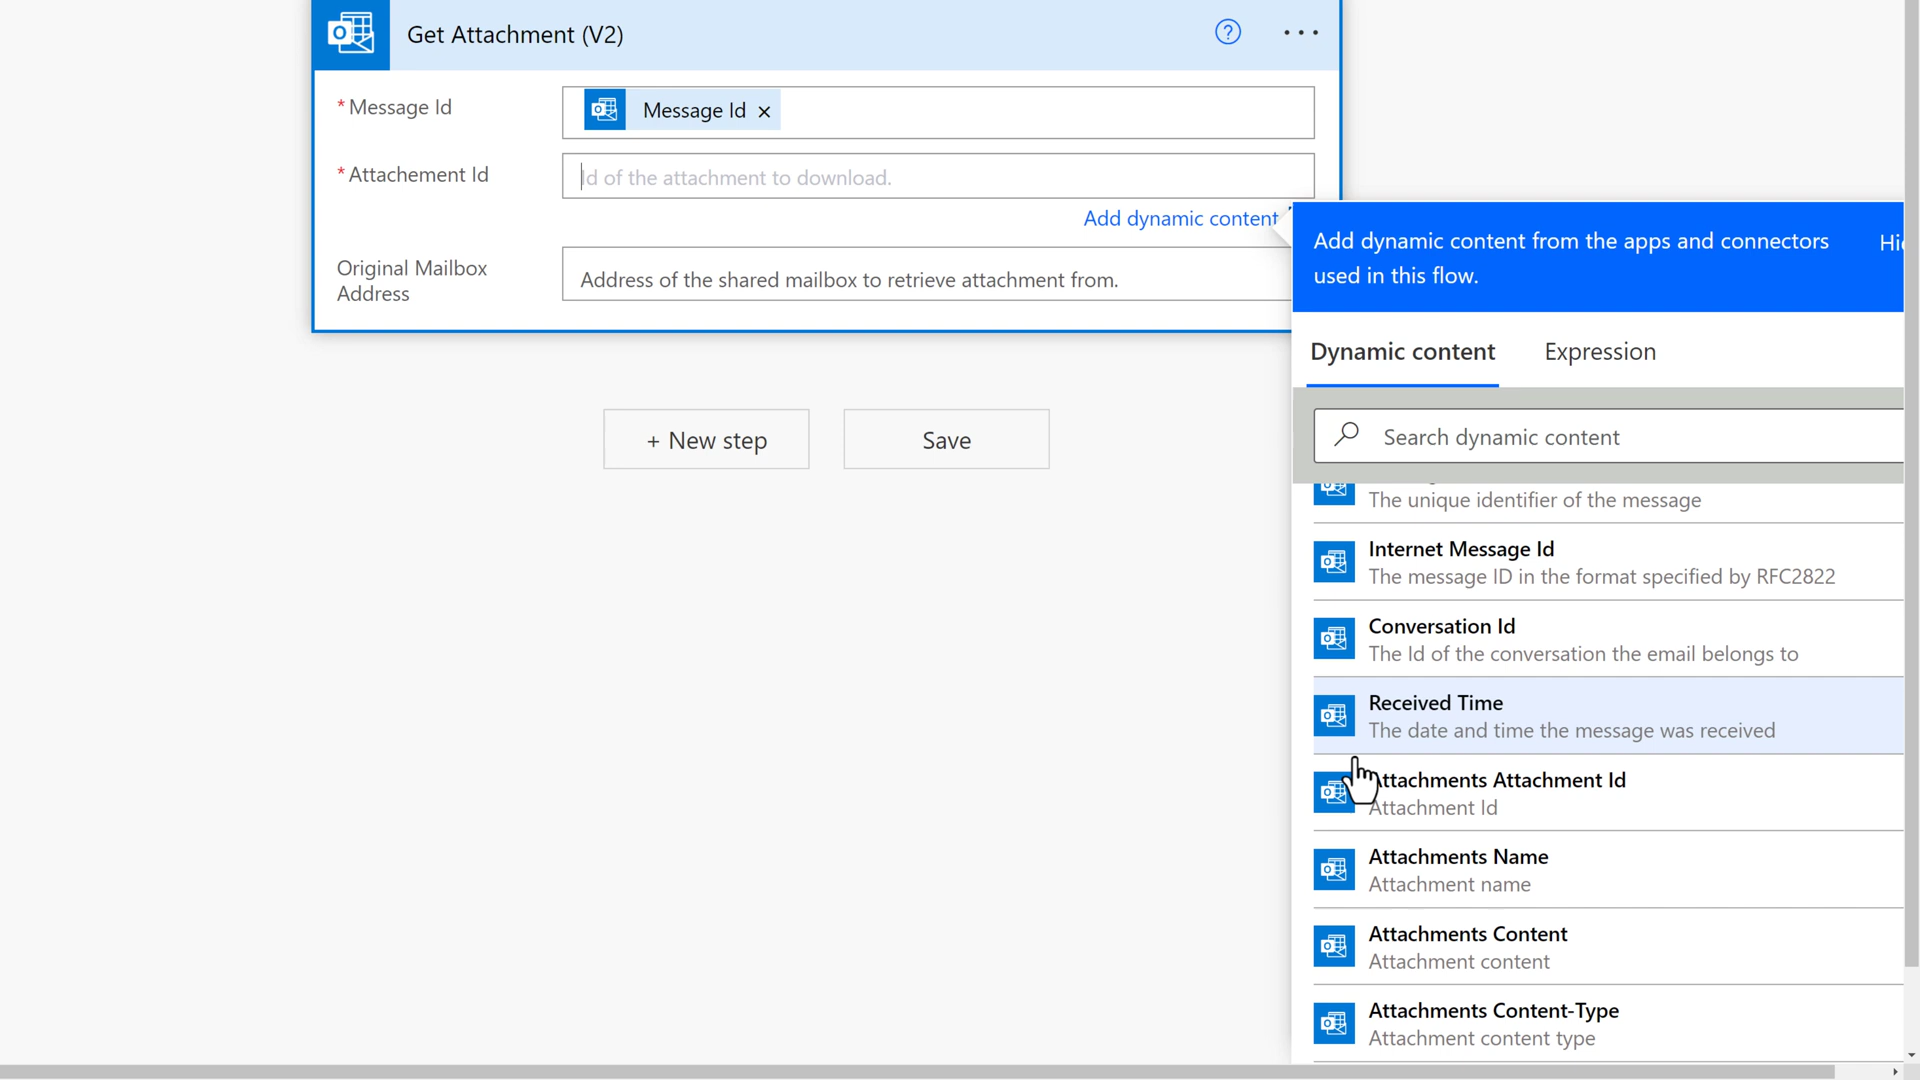 Get Attachment (V2)
* Message Id
Message Id ×
* Attachement Id
Id of the attachment to download.
Add dynamic content
Original Mailbox
Address
Address of the shared mailbox to retrieve attachment from.
+ New step
Save
Add dynamic content from the apps and connectors
used in this flow.
Dynamic content
Expression
Search dynamic content
The unique identifier of the message
Internet Message Id
The message ID in the format specified by RFC2822
Conversation Id
The Id of the conversation the email belongs to
Received Time
The date and time the message was received
Attachments Attachment Id
Attachment Id
Attachments Name
Attachment name
Attachments Content
Attachment content
Attachments Content-Type
Attachment content type